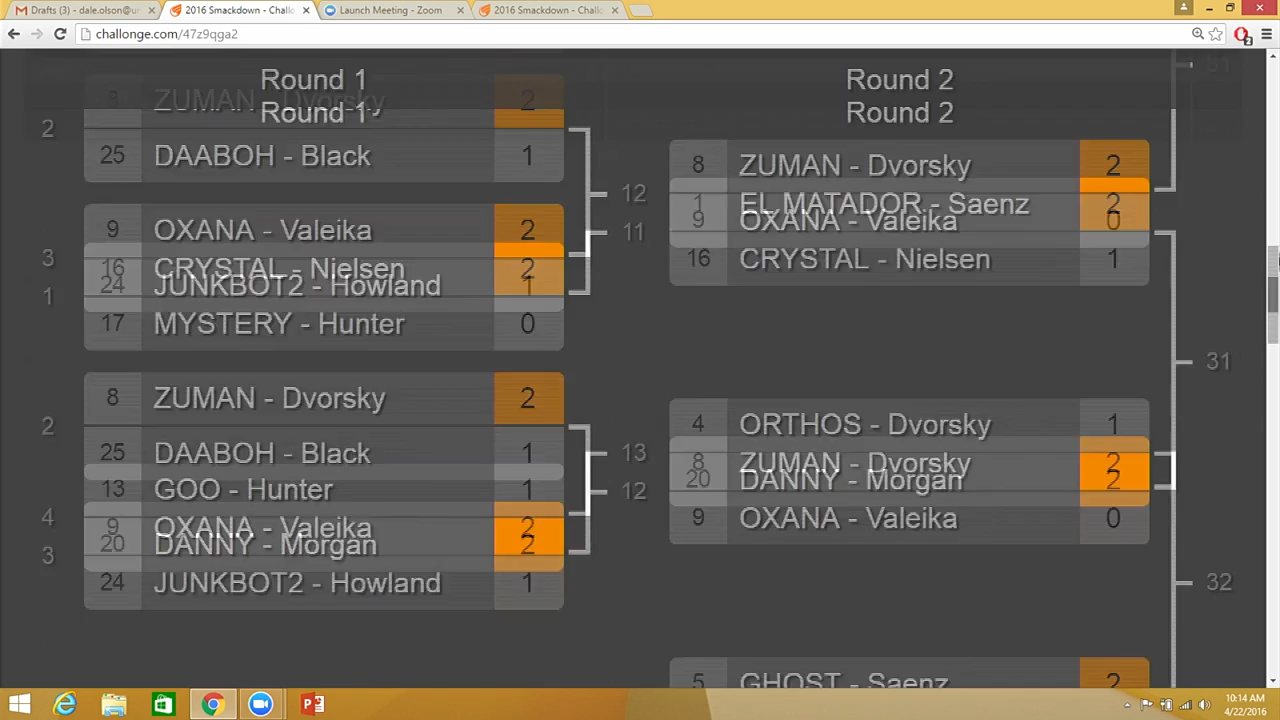 Drafts (3) - dale.olson@u
2016 Smackdown - Challo
Launch Meeting - Zoom
2016 Smackdown - Challo
challonge.com/47z9qga2
Round 1
Round 2
31
8 ZUMAN - Dvorsky 2
Round 1
Round 2
2
25 DAABOH - Black 1
8 ZUMAN - Dvorsky 2
12
1 EL MATADOR - Saenz 2
9 OXANA - Valeika 0
9 OXANA - Valeika 2
11
3
16 CRYSTAL - Nielsen 2
16 CRYSTAL - Nielsen 1
24 JUNKBOT2 - Howland 1
1
17 MYSTERY - Hunter 0
31
8 ZUMAN - Dvorsky 2
4 ORTHOS - Dvorsky 1
2
25 DAABOH - Black 1
13
8 ZUMAN - Dvorsky 2
20 DANNY - Morgan 2
13 GOO - Hunter 1
12
4
9 OXANA - Valeika 2
9 OXANA - Valeika 0
20 DANNY - Morgan 2
3
24 JUNKBOT2 - Howland 1
32
5 GHOST - Saenz 2
10:14 AM
4/22/2016